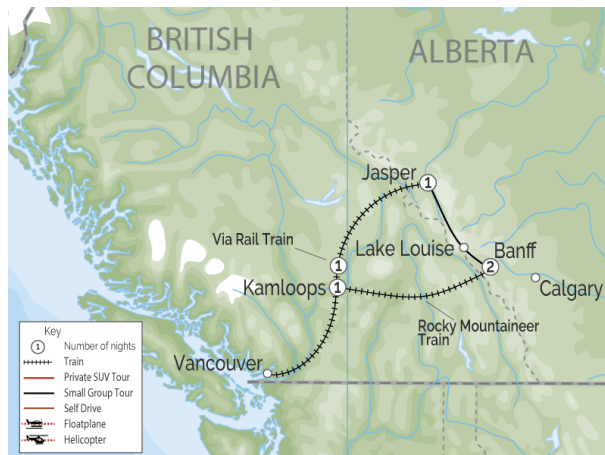 BRITISH
COLUMBIA
ALBERTA
Jasper
1
Via Rail Train
1
Lake Louise
Banff
2
Kamloops
1
Calgary
Rocky Mountaineer
Train
Vancouver
Key
1 Number of nights
Train
Private SUV Tour
Small Group Tour
Self Drive
Floatplane
Helicopter